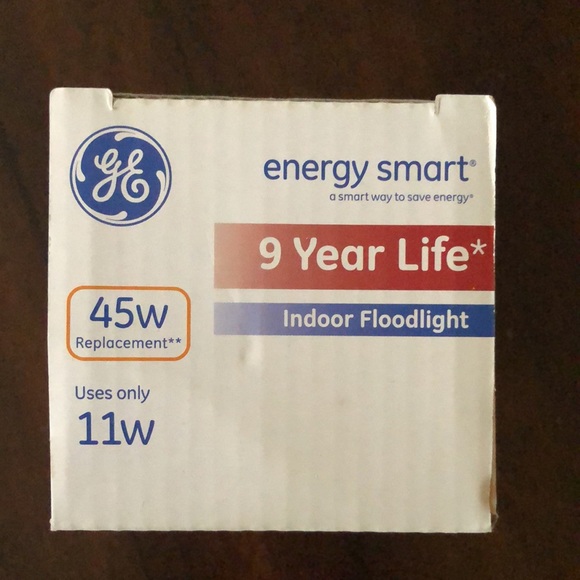 GE
energy smart®
a smart way to save energy®
9 Year Life*
Indoor Floodlight
45w
Replacement**
Uses only
11w